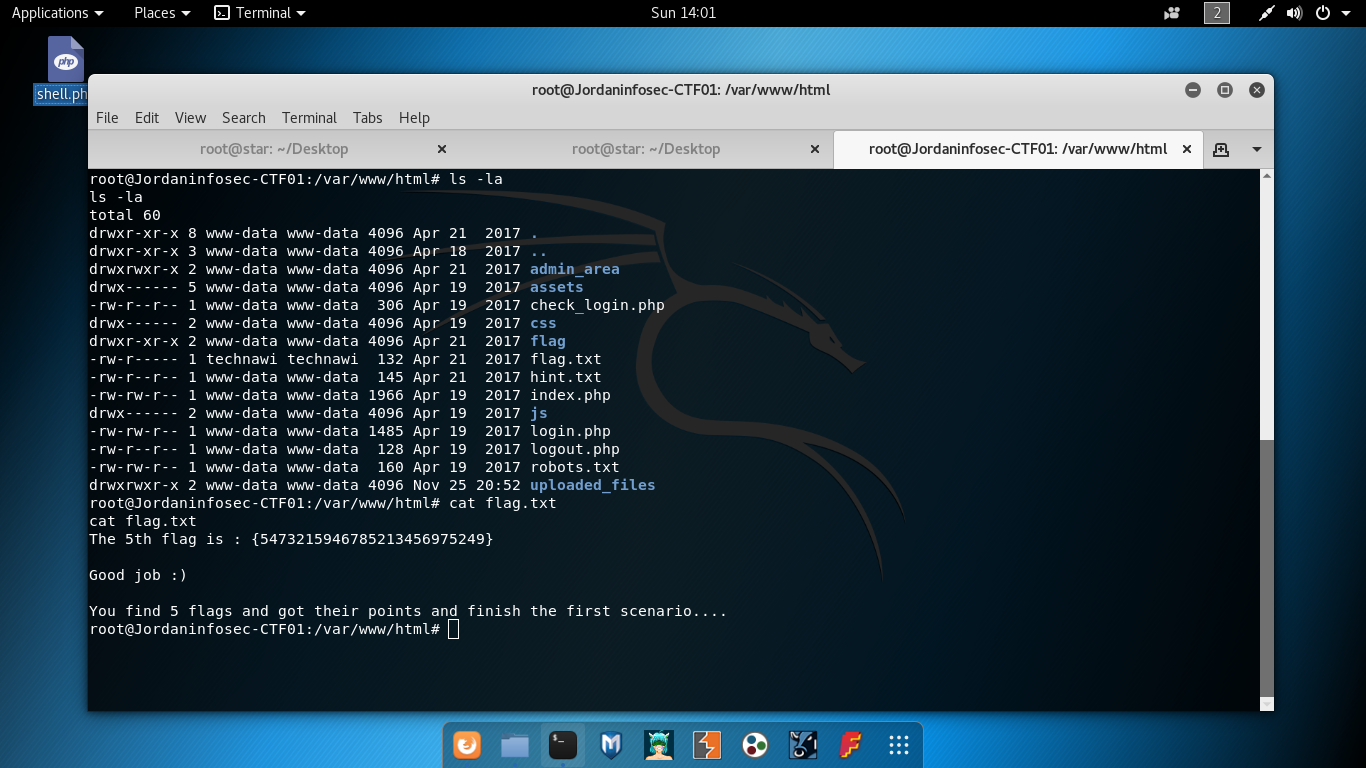 Applications Places Terminal Sun 14:01 2
php
shell.ph
root@Jordaninfosec-CTF01: /var/www/html
File Edit View Search Terminal Tabs Help
root@star: ~/Desktop root@star: ~/Desktop root@Jordaninfosec-CTF01: /var/www/html
root@Jordaninfosec-CTF01:/var/www/html# ls -la
ls -la
total 60
drwxr-xr-x 8 www-data www-data 4096 Apr 21  2017 .
drwxr-xr-x 3 www-data www-data 4096 Apr 18  2017 ..
drwxrwxr-x 2 www-data www-data 4096 Apr 21  2017 admin_area
drwx------ 5 www-data www-data 4096 Apr 19  2017 assets
-rw-r--r-- 1 www-data www-data  306 Apr 19  2017 check_login.php
drwx------ 2 www-data www-data 4096 Apr 19  2017 css
drwxr-xr-x 2 www-data www-data 4096 Apr 21  2017 flag
-rw-r----- 1 technawi technawi  132 Apr 21  2017 flag.txt
-rw-r--r-- 1 www-data www-data  145 Apr 21  2017 hint.txt
-rw-rw-r-- 1 www-data www-data 1966 Apr 19  2017 index.php
drwx------ 2 www-data www-data 4096 Apr 19  2017 js
-rw-rw-r-- 1 www-data www-data 1485 Apr 19  2017 login.php
-rw-r--r-- 1 www-data www-data  128 Apr 19  2017 logout.php
-rw-rw-r-- 1 www-data www-data  160 Apr 19  2017 robots.txt
drwxrwxr-x 2 www-data www-data 4096 Nov 25 20:52 uploaded_files
root@Jordaninfosec-CTF01:/var/www/html# cat flag.txt
cat flag.txt
The 5th flag is : {5473215946785213456975249}
Good job :)
You find 5 flags and got their points and finish the first scenario....
root@Jordaninfosec-CTF01:/var/www/html#